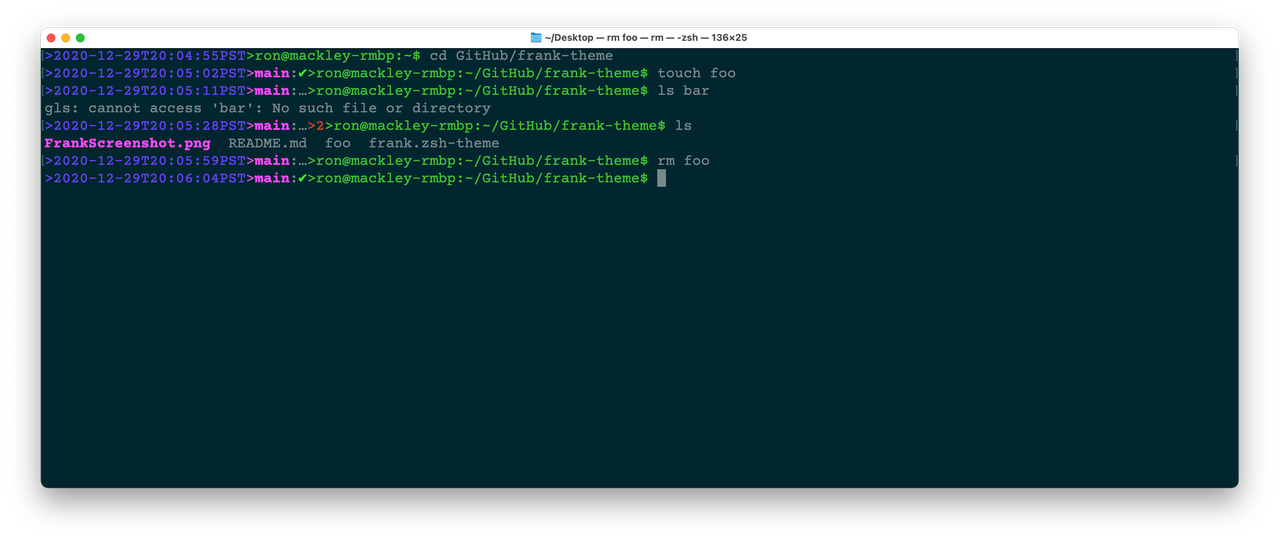 ~/Desktop — rm foo — rm — -zsh — 136×25
[>2020-12-29T20:04:55PST>ron@mackley-rmbp:~$ cd GitHub/frank-theme ]
[>2020-12-29T20:05:02PST>main:✔>ron@mackley-rmbp:~/GitHub/frank-theme$ touch foo ]
[>2020-12-29T20:05:11PST>main:…>ron@mackley-rmbp:~/GitHub/frank-theme$ ls bar ]
gls: cannot access 'bar': No such file or directory
[>2020-12-29T20:05:28PST>main:…>2>ron@mackley-rmbp:~/GitHub/frank-theme$ ls ]
FrankScreenshot.png  README.md  foo  frank.zsh-theme
[>2020-12-29T20:05:59PST>main:…>ron@mackley-rmbp:~/GitHub/frank-theme$ rm foo ]
>2020-12-29T20:06:04PST>main:✔>ron@mackley-rmbp:~/GitHub/frank-theme$